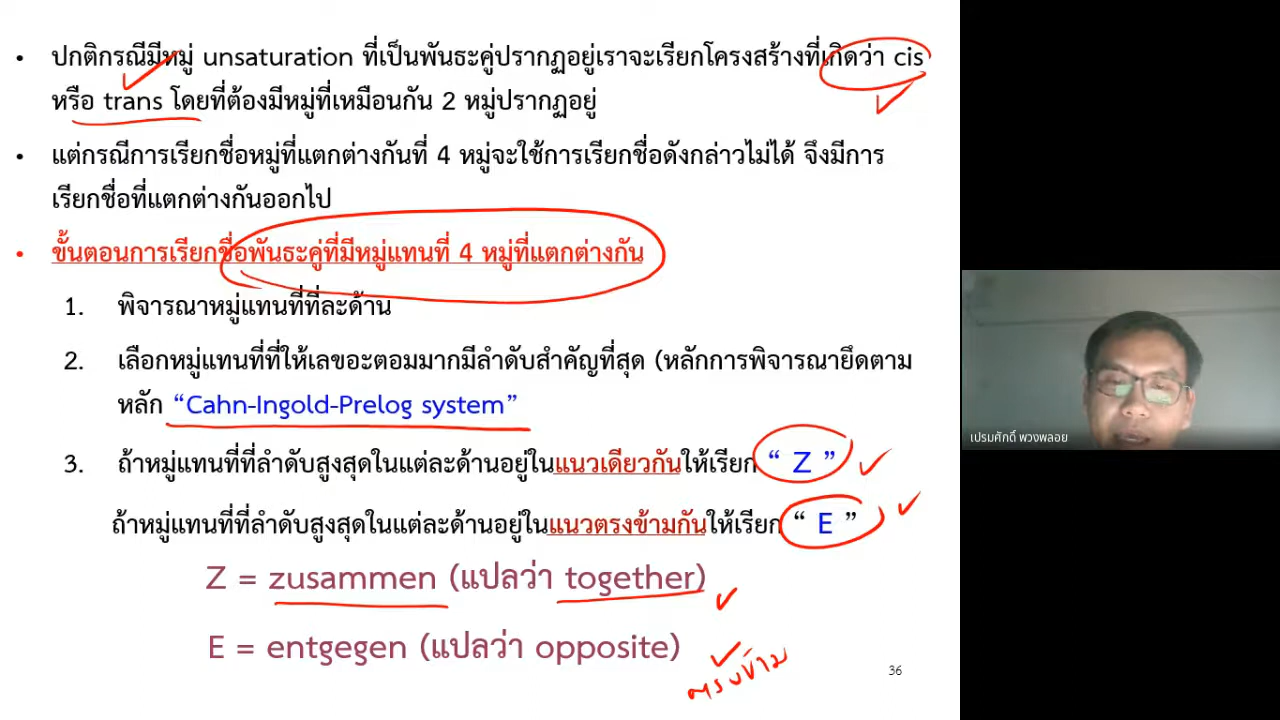 • ปกติกรณีมีหมู่ unsaturation ที่เป็นพันธะคู่ปรากฏอยู่เราจะเรียกโครงสร้างที่เกิดว่า cis
หรือ trans โดยที่ต้องมีหมู่ที่เหมือนกัน 2 หมู่ปรากฏอยู่
• แต่กรณีการเรียกชื่อหมู่ที่แตกต่างกันที่ 4 หมู่จะใช้การเรียกชื่อดังกล่าวไม่ได้ จึงมีการ
เรียกชื่อที่แตกต่างกันออกไป
• ขั้นตอนการเรียกชื่อพันธะคู่ที่มีหมู่แทนที่ 4 หมู่ที่แตกต่างกัน
1. พิจารณาหมู่แทนที่ที่ละด้าน
2. เลือกหมู่แทนที่ที่ให้เลขอะตอมมากมีลำดับสำคัญที่สุด (หลักการพิจารณายึดตาม
หลัก “Cahn-Ingold-Prelog system”
3. ถ้าหมู่แทนที่ที่ลำดับสูงสุดในแต่ละด้านอยู่ในแนวเดียวกันให้เรียก “ Z ”
ถ้าหมู่แทนที่ที่ลำดับสูงสุดในแต่ละด้านอยู่ในแนวตรงข้ามกันให้เรียก “ E ”
Z = zusammen (แปลว่า together)
E = entgegen (แปลว่า opposite)
ตรงข้าม
36
เปรมศักดิ์ พวงพลอย